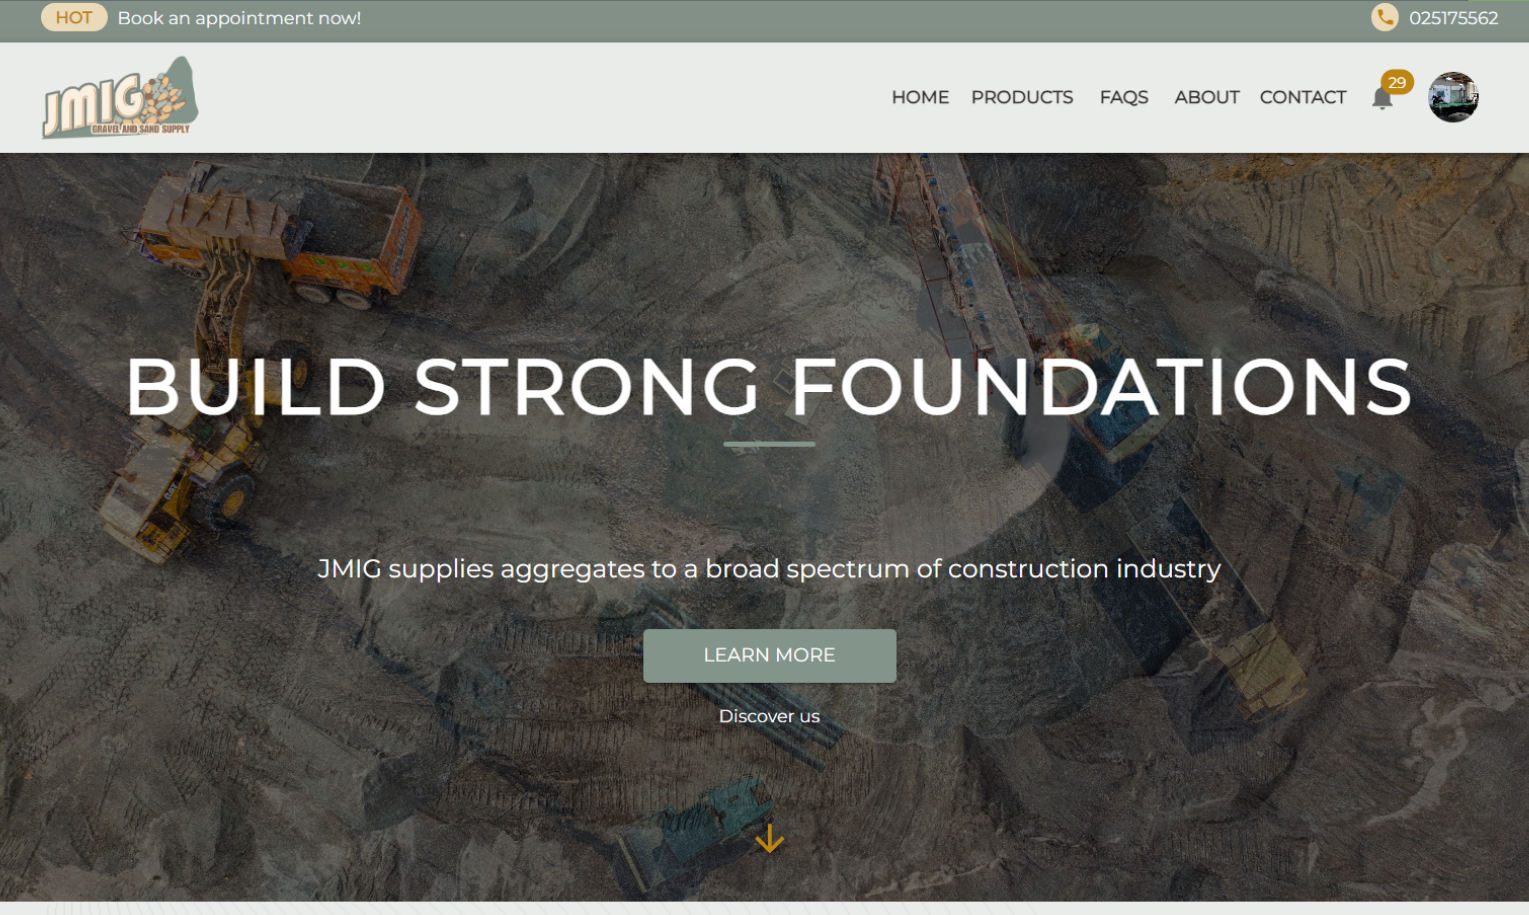 HOT Book an appointment now! 025175562
JMIG
GRAVEL AND SAND SUPPLY
HOME PRODUCTS FAQS ABOUT CONTACT 29
BUILD STRONG FOUNDATIONS
JMIG supplies aggregates to a broad spectrum of construction industry
LEARN MORE
Discover us
CAT